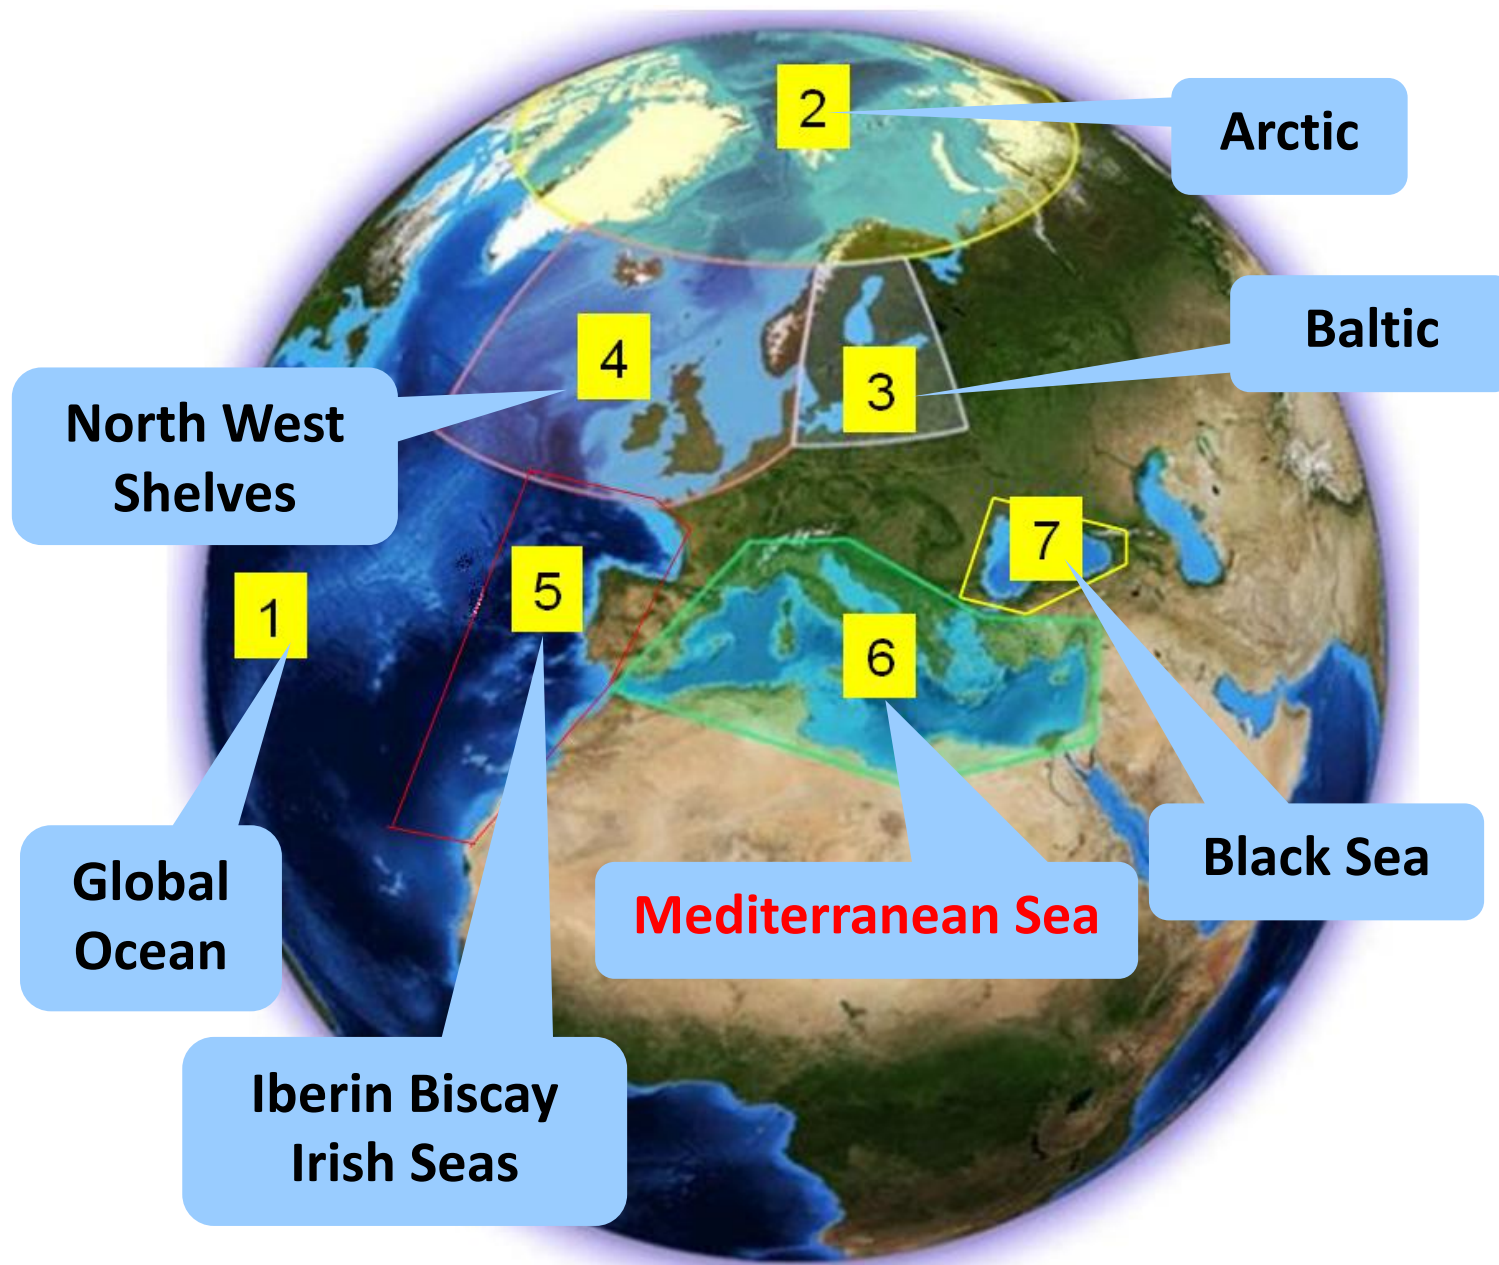 2
Arctic
Baltic
4
3
North West
Shelves
7
5
1
6
Global
Ocean
Mediterranean Sea
Black Sea
Iberin Biscay
Irish Seas